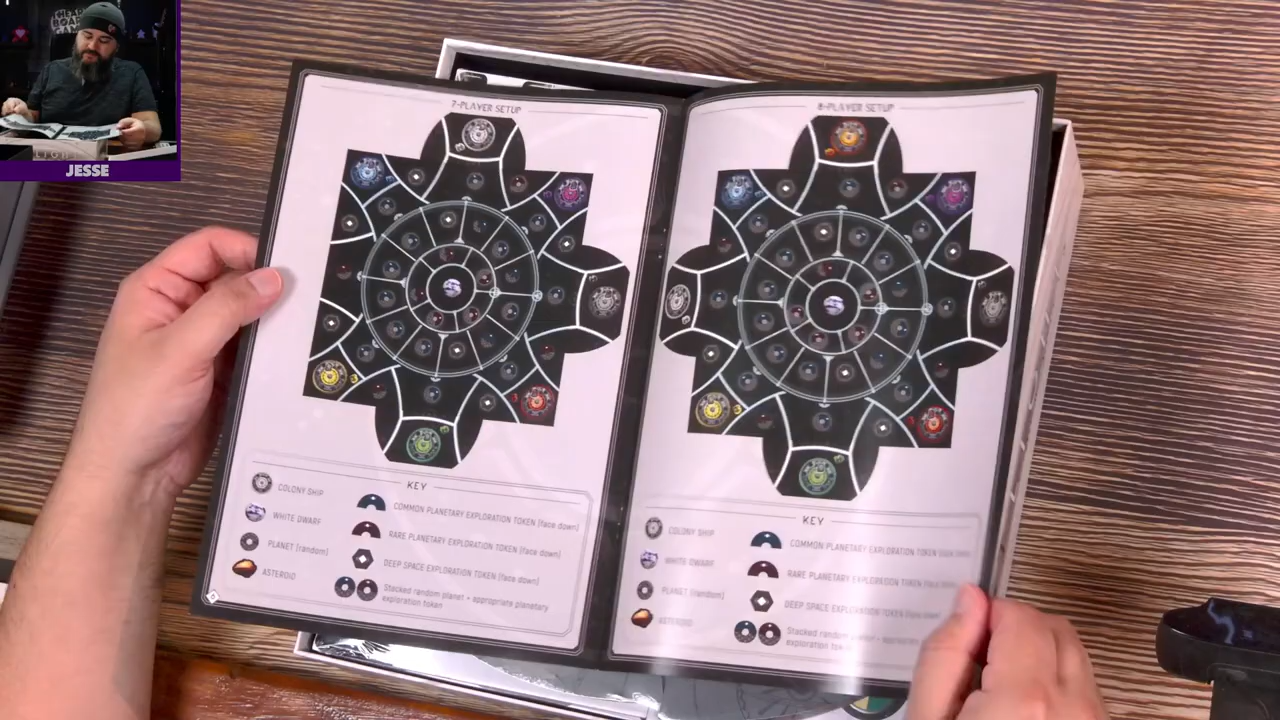 JESSE
7-PLAYER SETUP
KEY
COLONY SHIP
WHITE DWARF
PLANET (random)
ASTEROID
COMMON PLANETARY EXPLORATION TOKEN (face down)
RARE PLANETARY EXPLORATION TOKEN (face down)
DEEP SPACE EXPLORATION TOKEN (face down)
Stacked random planet + appropriate planetary
exploration token
8-PLAYER SETUP
KEY
COLONY SHIP
WHITE DWARF
PLANET (random)
ASTEROID
COMMON PLANETARY EXPLORATION TOKEN
RARE PLANETARY EXPLORATION TOKEN
DEEP SPACE EXPLORATION TOKEN
Stacked random
exploration